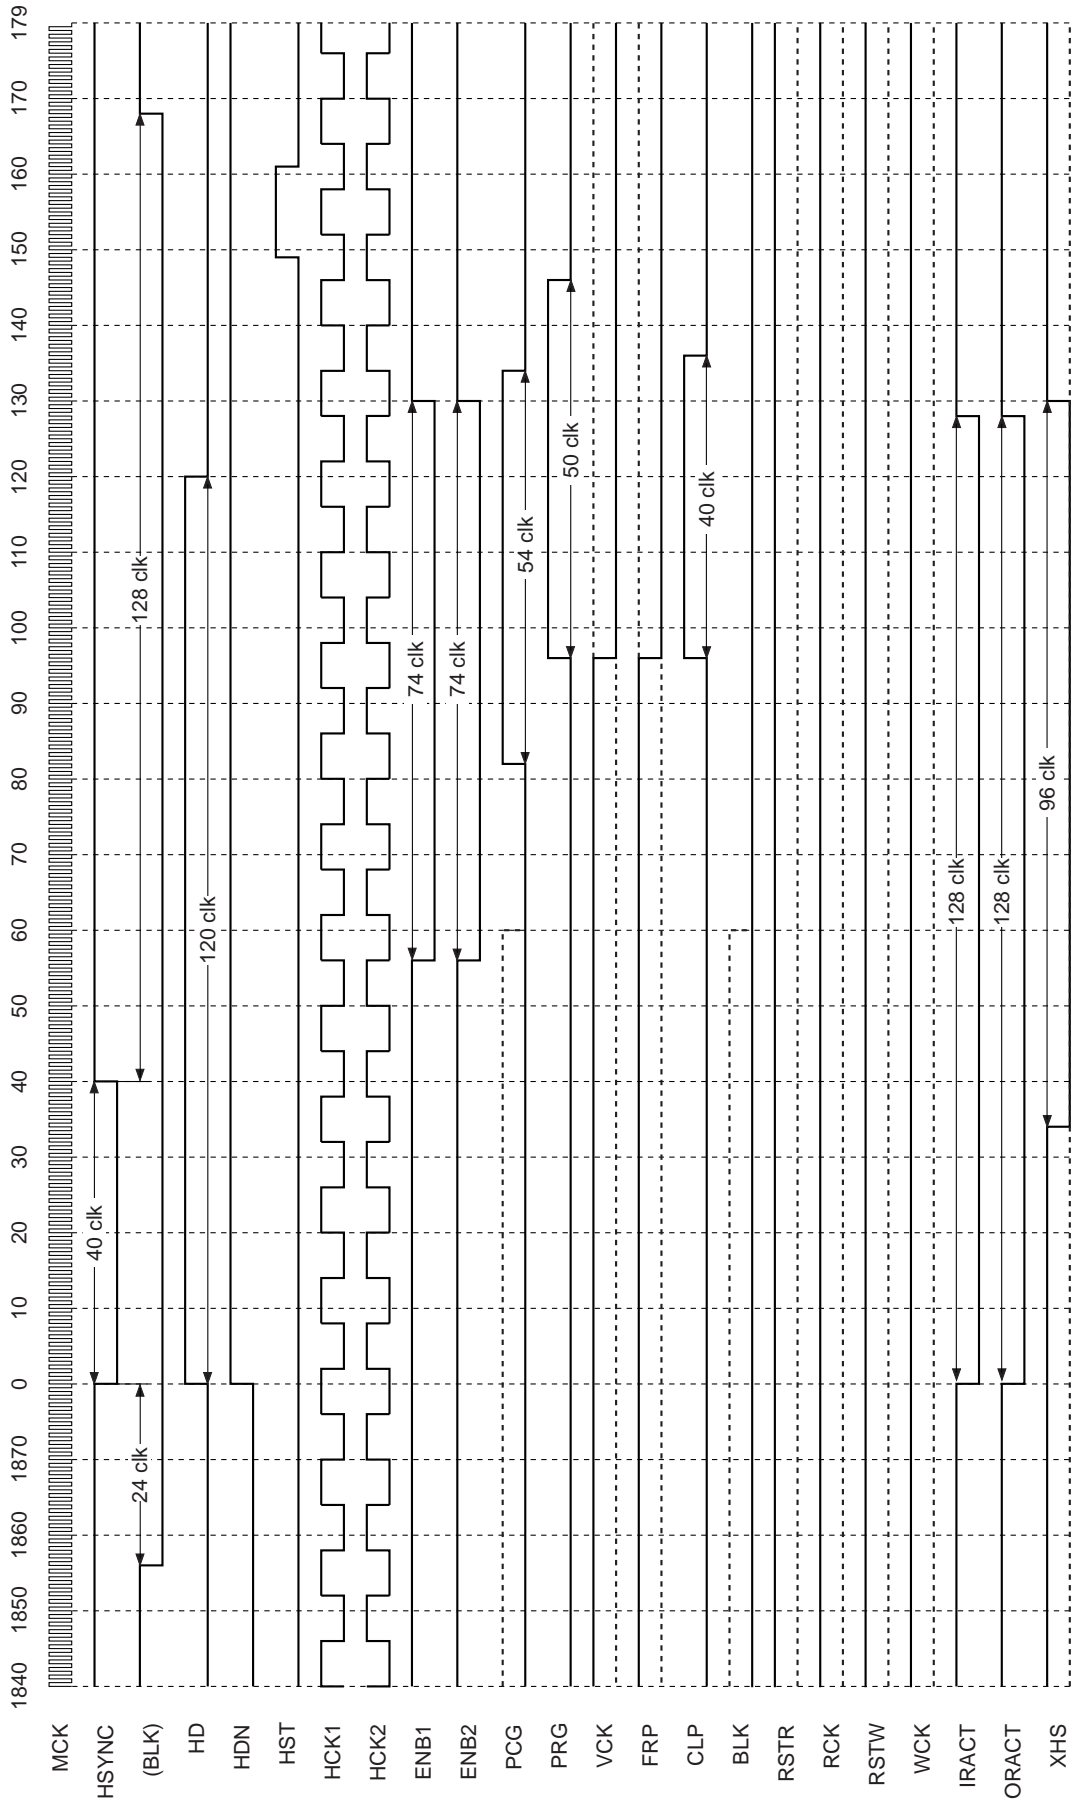 MCK
HSYNC
(BLK)
HD
HDN
HST
HCK1
HCK2
ENB1
ENB2
PCG
PRG
VCK
FRP
CLP
BLK
RSTR
RCK
RSTW
WCK
IRACT
ORACT
XHS
1840
1850
1860
1870
0
10
20
30
40
50
60
70
80
90
100
110
120
130
140
150
160
170
179
40 clk
24 clk
128 clk
120 clk
74 clk
74 clk
54 clk
50 clk
40 clk
128 clk
128 clk
96 clk